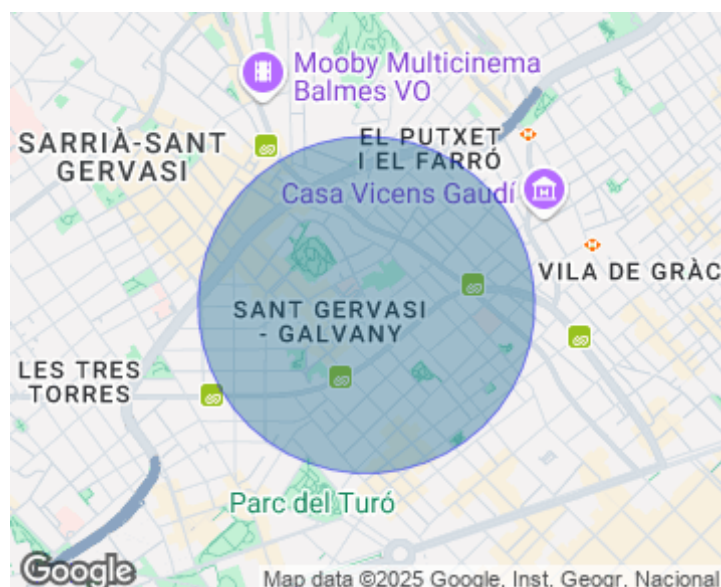 Mooby Multicinema
Balmes VO
SARRIÀ-SANT
GERVASI
EL PUTXET
I EL FARRÓ
Casa Vicens Gaudí
VILA DE GRÀC
SANT GERVASI
- GALVANY
LES TRES
TORRES
Parc del Turó
Google
Map data ©2025 Google, Inst. Geogr. Nacional